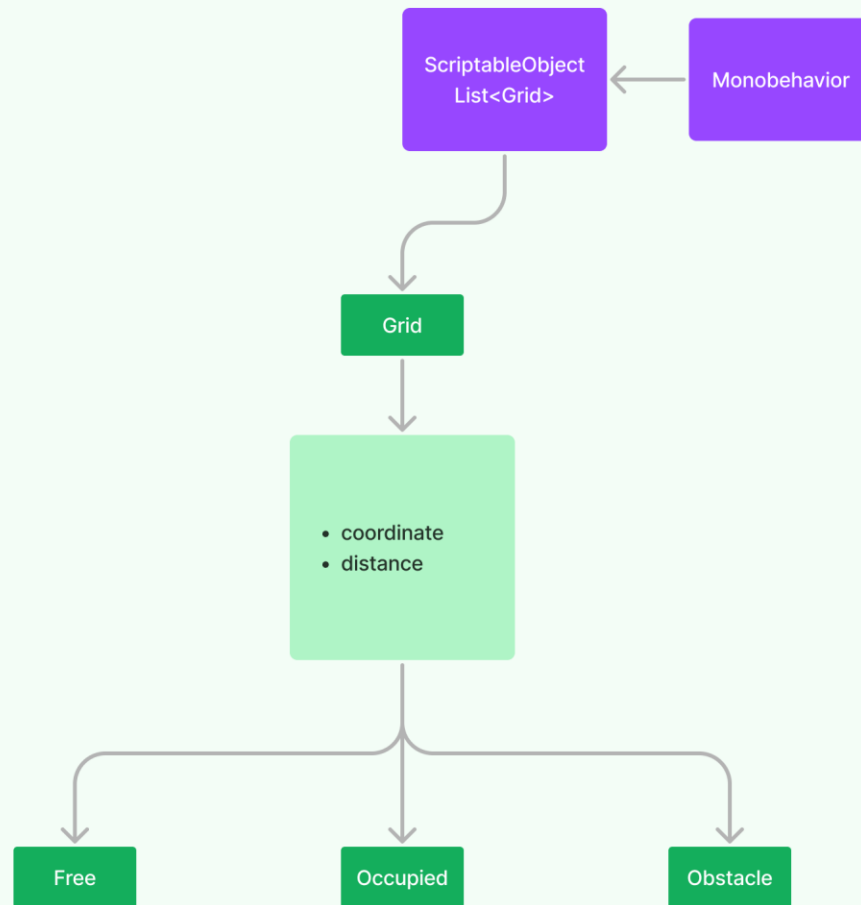 ScriptableObject
List<Grid>
Monobehavior
Grid
• coordinate
• distance
Free
Occupied
Obstacle